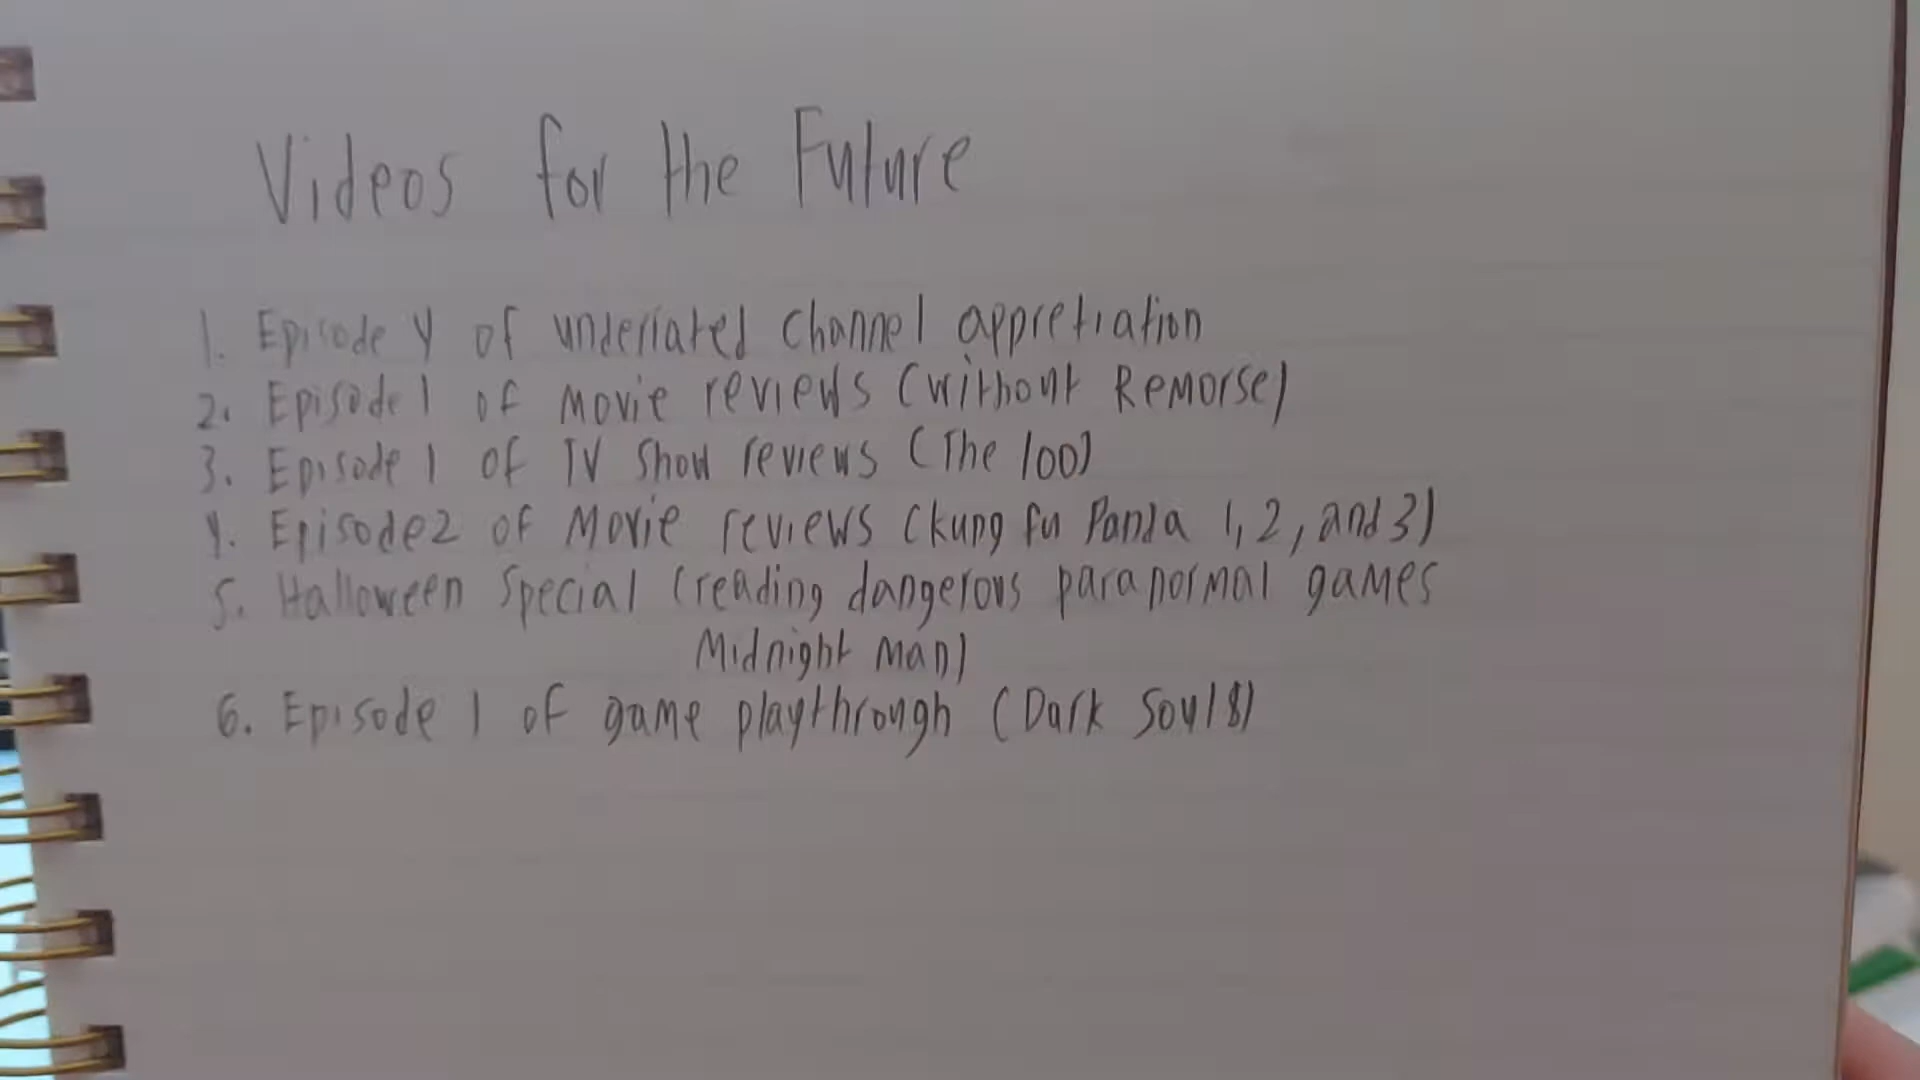 Videos for the Future
1. Episode 4 of underrated channel appretiation
2. Episode 1 of Movie reviews (without Remorse)
3. Episode 1 of TV Show reviews (The 100)
4. Episode 2 of Movie reviews (kung fu Panda 1, 2, and 3)
5. Halloween Special (reading dangerous paranormal games
Midnight Man)
6. Episode 1 of game playthrough (Dark Souls)